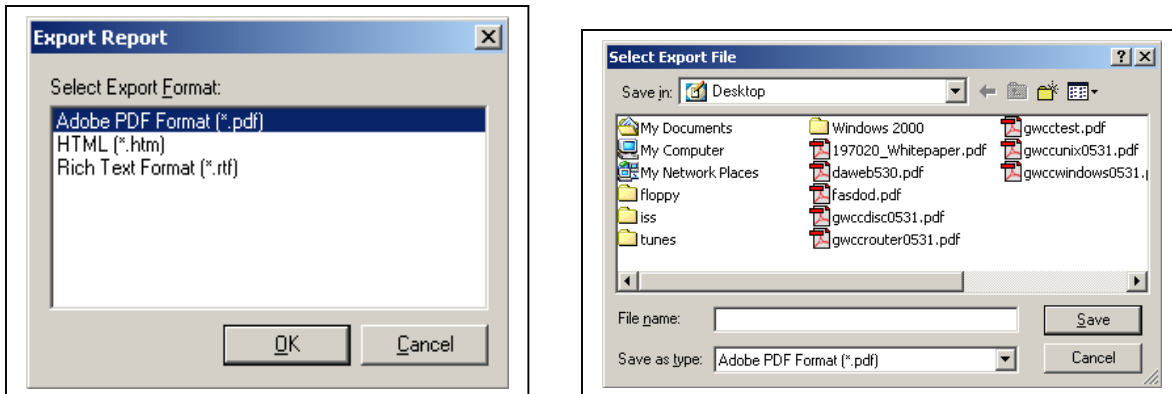 Export Report
Select Export Format:
Adobe PDF Format (*.pdf)
HTML (*.htm)
Rich Text Format (*.rtf)
OK
Cancel
Select Export File
Save in:
Desktop
My Documents
My Computer
My Network Places
floppy
iss
tunes
Windows 2000
197020_Whitepaper.pdf
daweb530.pdf
fasdod.pdf
gwccdisc0531.pdf
gwccrouter0531.pdf
gwcctest.pdf
gwccunix0531.pdf
gwccwindows0531.
File name:
Save
Save as type:
Adobe PDF Format (*.pdf)
Cancel